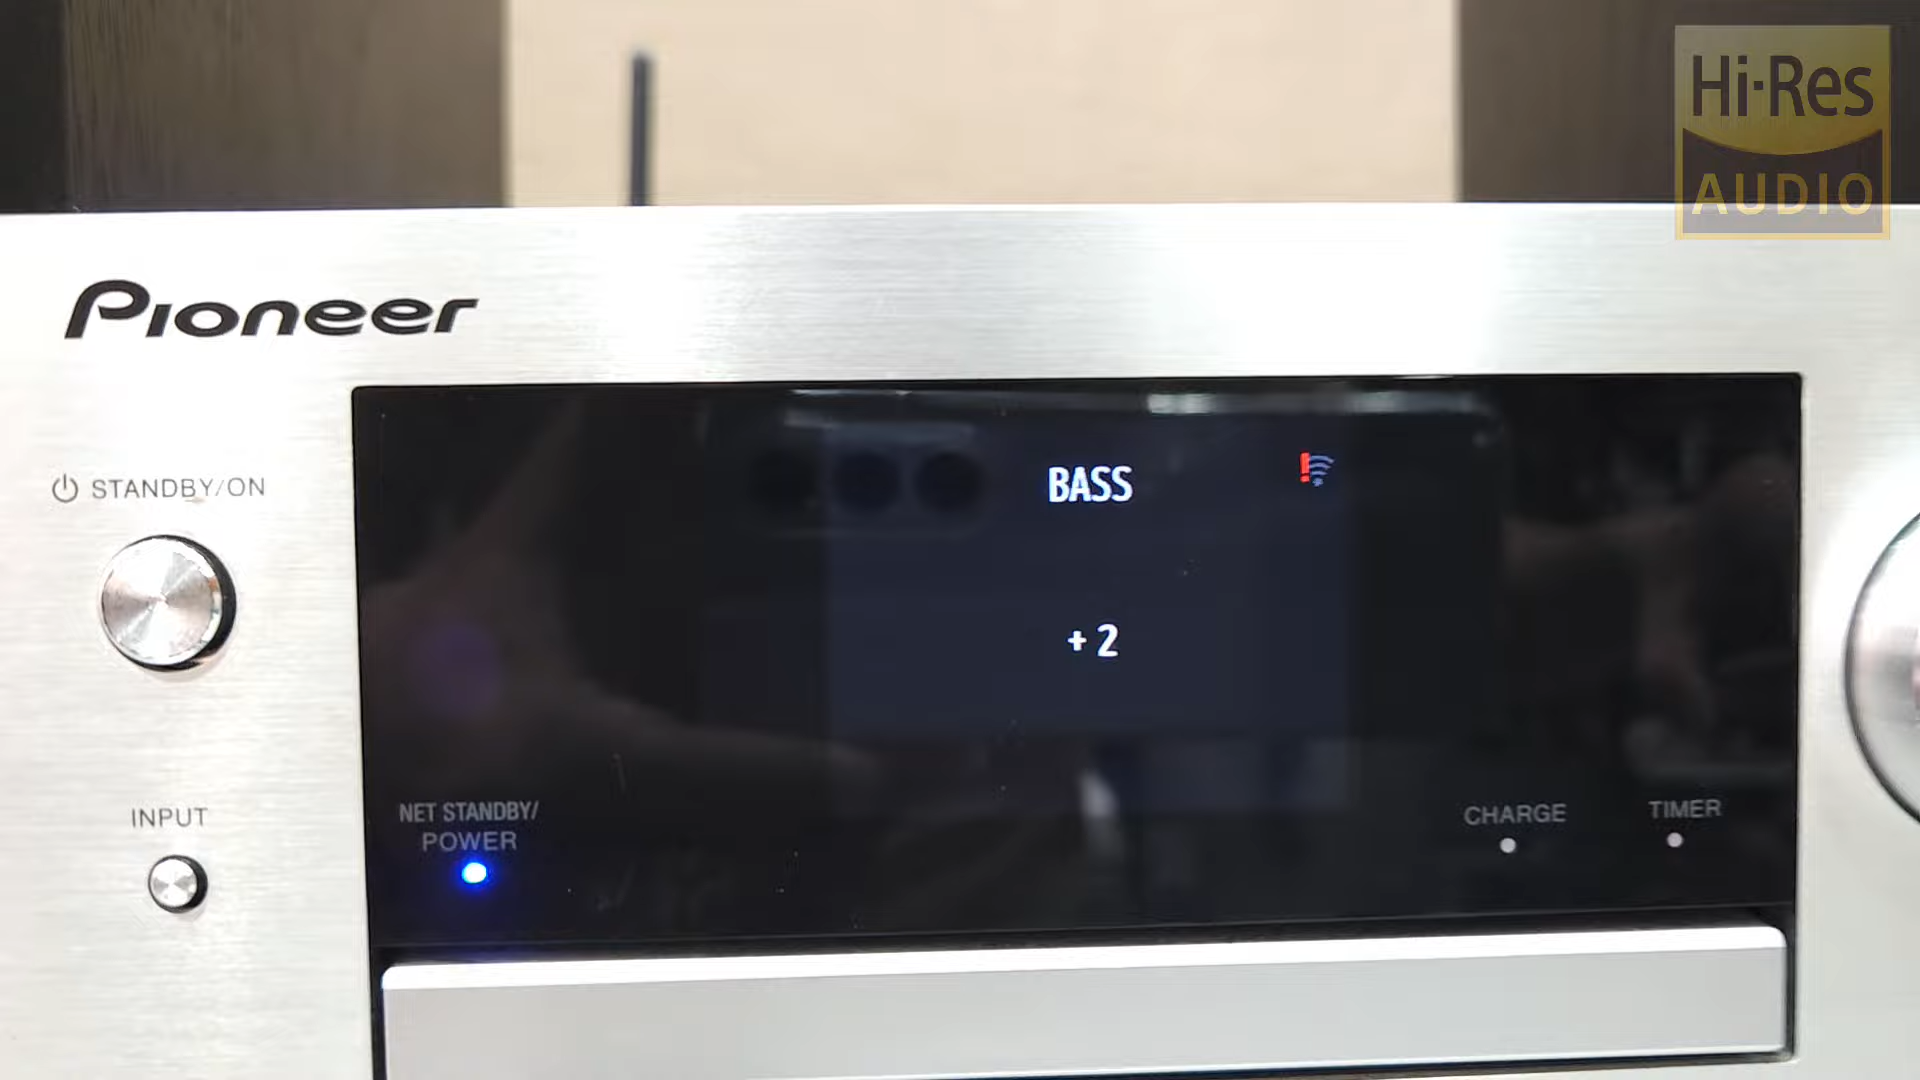 Hi-Res
AUDIO
Pioneer
STANDBY/ON
BASS
+2
INPUT
NET STANDBY/
POWER
CHARGE
TIMER